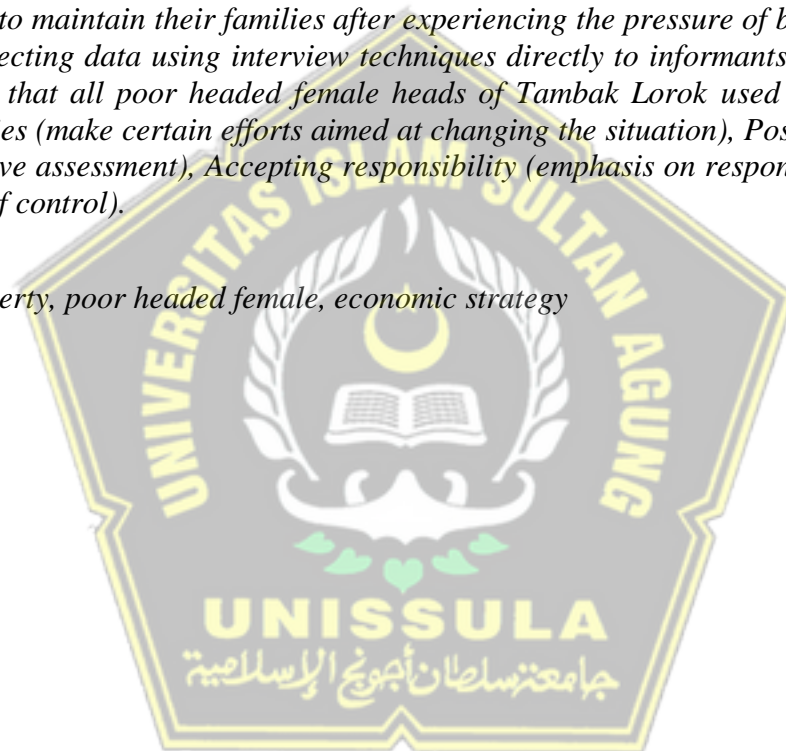 to maintain their families after experiencing the pressure of b
ecting data using interview techniques directly to informants
that all poor headed female heads of Tambak Lorok used
es (make certain efforts aimed at changing the situation), Pos
ve assessment), Accepting responsibility (emphasis on respon
f control).
erty, poor headed female, economic strategy
UNIVERSITAS ISLAM SULTAN AGUNG
UNISSULA
جامعة سلطان أجونج الإسلامية